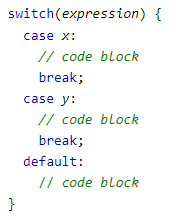 switch(expression) {
  case x:
    // code block
    break;
  case y:
    // code block
    break;
  default:
    // code block
}